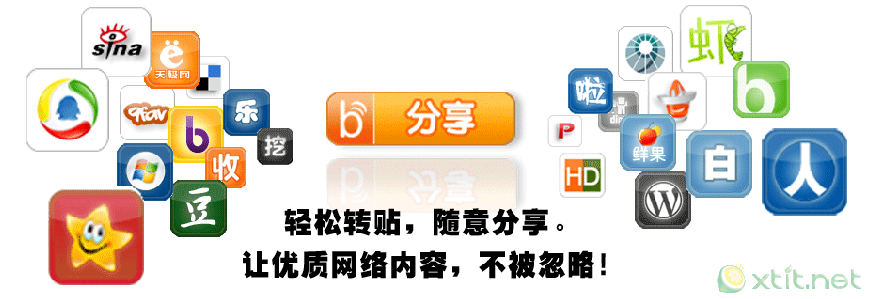 sina
天极网
9fav
乐
b
挖
收
豆
b 分享
轻松转贴，随意分享。
让优质网络内容，不被忽略！
虾
啦
b
P
鲜果
白
人
HD
W
xtit.net